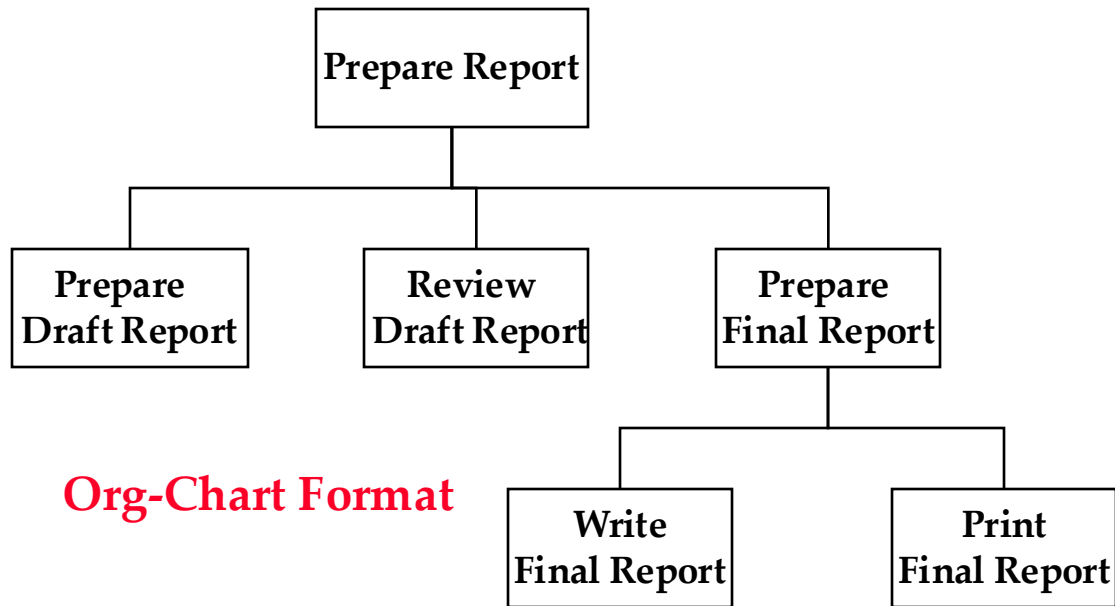 Prepare Report
Prepare
Draft Report
Review
Draft Report
Prepare
Final Report
Org-Chart Format
Write
Final Report
Print
Final Report